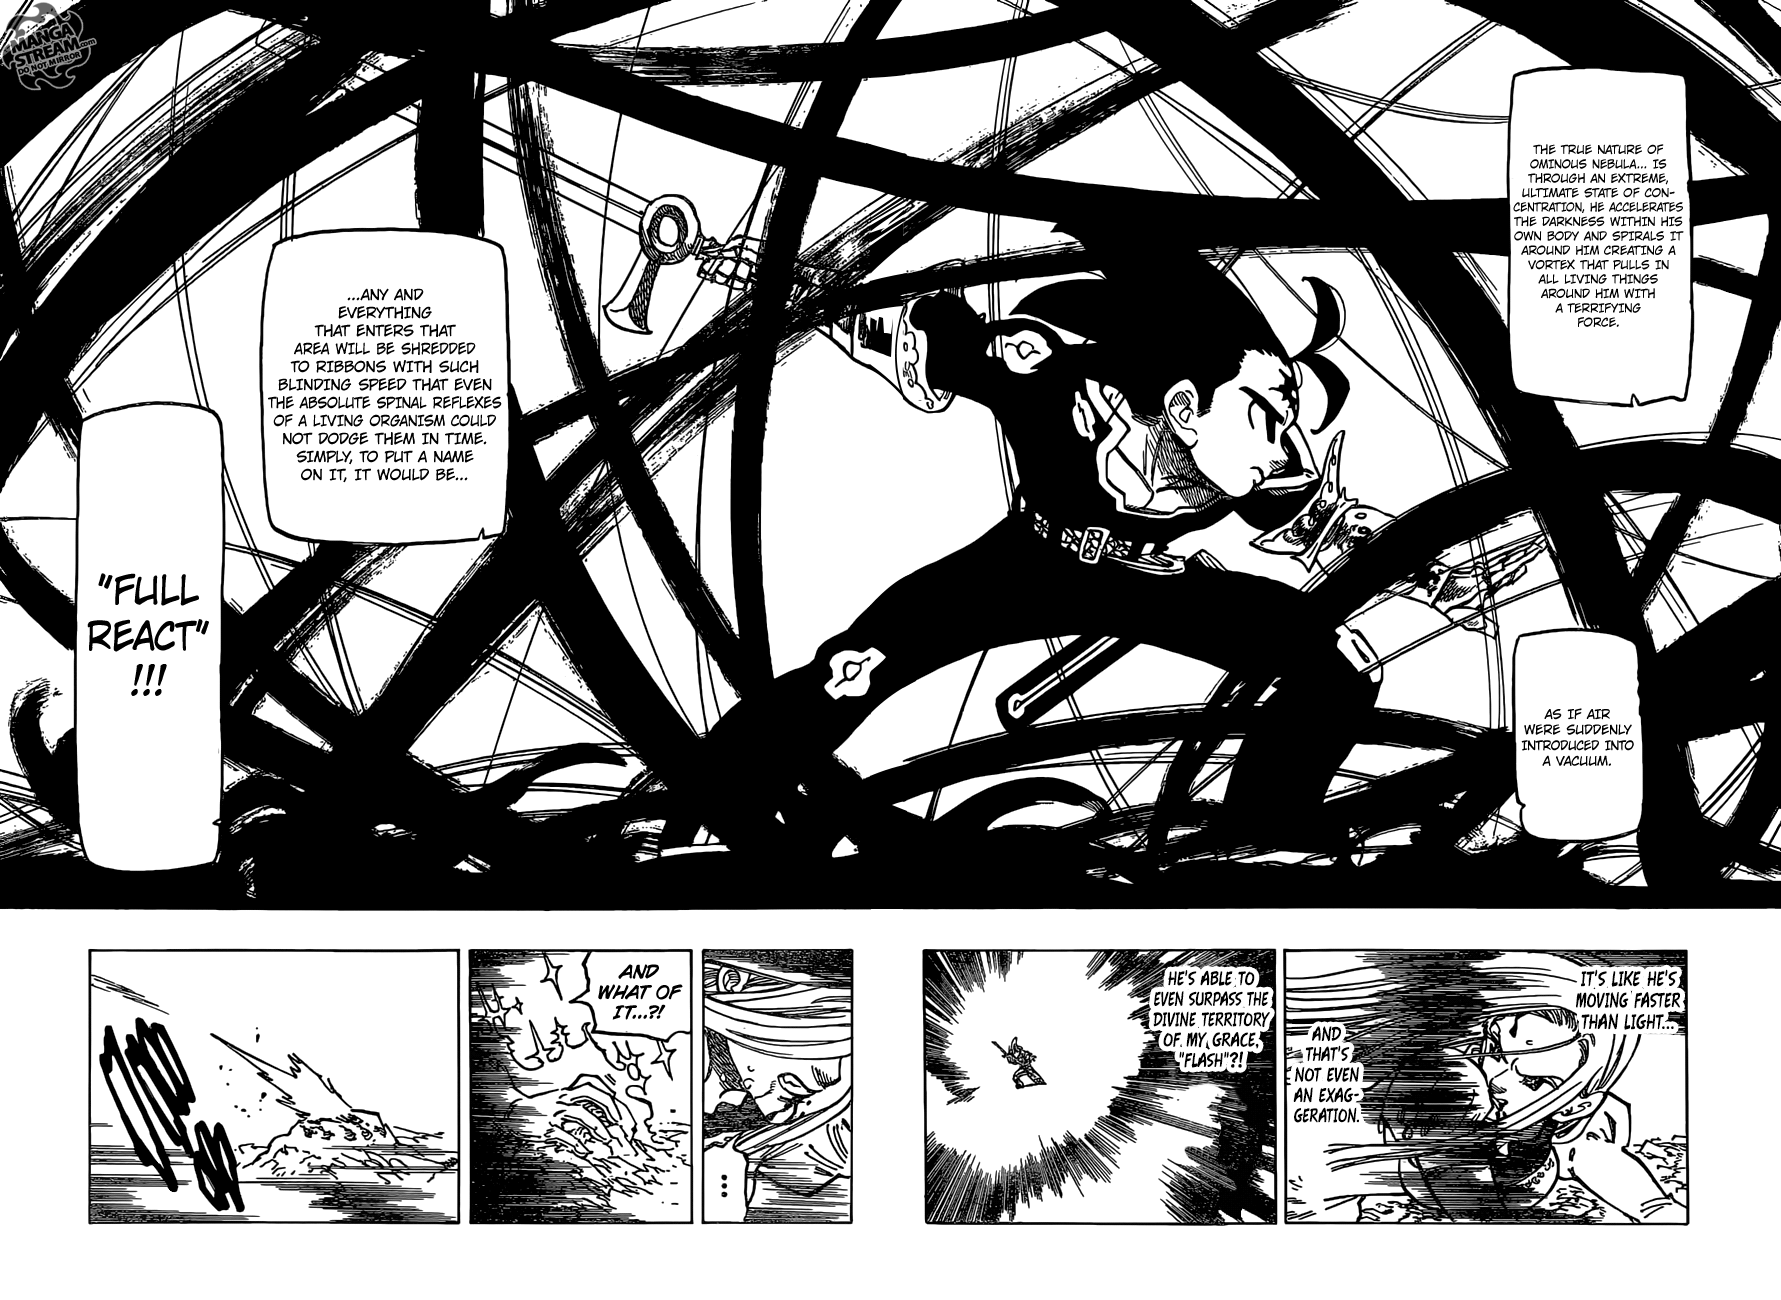 MANGA
STREAM.com
DO NOT MIRROR
THE TRUE NATURE OF
OMINOUS NEBULA... IS
THROUGH AN EXTREME,
ULTIMATE STATE OF CON-
CENTRATION, HE ACCELERATES
THE DARKNESS WITHIN HIS
OWN BODY AND SPIRALS IT
AROUND HIM CREATING A
VORTEX THAT PULLS IN
ALL LIVING THINGS
AROUND HIM WITH
A TERRIFYING
FORCE.
AS IF AIR
WERE SUDDENLY
INTRODUCED INTO
A VACUUM.
...ANY AND
EVERYTHING
THAT ENTERS THAT
AREA WILL BE SHREDDED
TO RIBBONS WITH SUCH
BLINDING SPEED THAT EVEN
THE ABSOLUTE SPINAL REFLEXES
OF A LIVING ORGANISM COULD
NOT DODGE THEM IN TIME.
SIMPLY, TO PUT A NAME
ON IT, IT WOULD BE...
"FULL
REACT"
!!!
IT'S LIKE HE'S
MOVING FASTER
THAN LIGHT...
AND
THAT'S
NOT EVEN
AN EXAG-
GERATION.
HE'S ABLE TO
EVEN SURPASS THE
DIVINE TERRITORY
OF MY GRACE,
"FLASH"?!
...
AND
WHAT OF
IT...?!